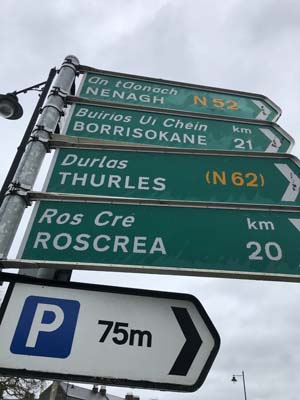 An tAonach
NENAGH N 52
Buirios Uí Chéin km
BORRISOKANE 21
Durlas
THURLES (N 62)
Ros Cré km
ROSCREA 20
P 75m